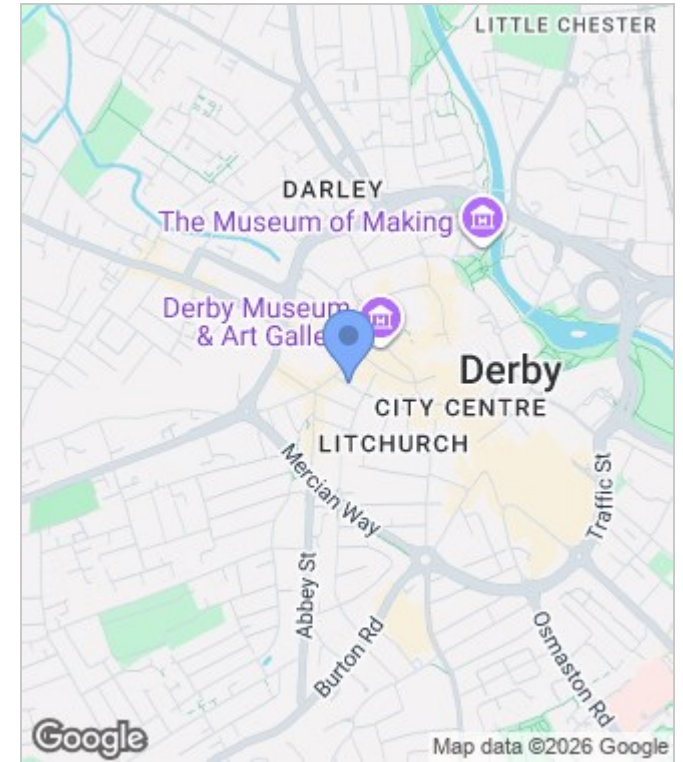 LITTLE CHESTER
DARLEY
The Museum of Making
Derby Museum
& Art Galle
Derby
CITY CENTRE
LITCHURCH
Mercian Way
Traffic St
Abbey St
Burton Rd
Osmaston Rd
Google
Map data ©2026 Google